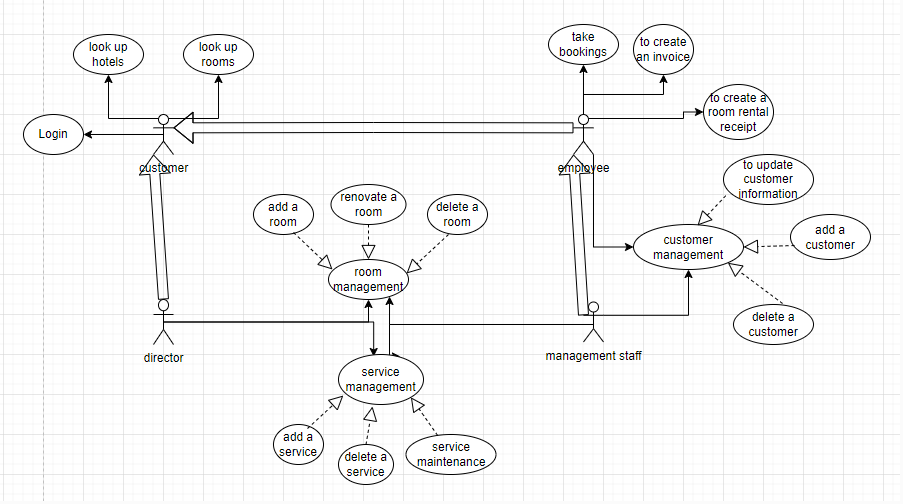 look up
hotels
look up
rooms
take
bookings
to create
an invoice
Login
to create a
room rental
receipt
customer
employee
to update
customer
information
add a
room
renovate a
room
delete a
room
customer
management
add a
customer
room
management
delete a
customer
director
management staff
service
management
add a
service
delete a
service
service
maintenance